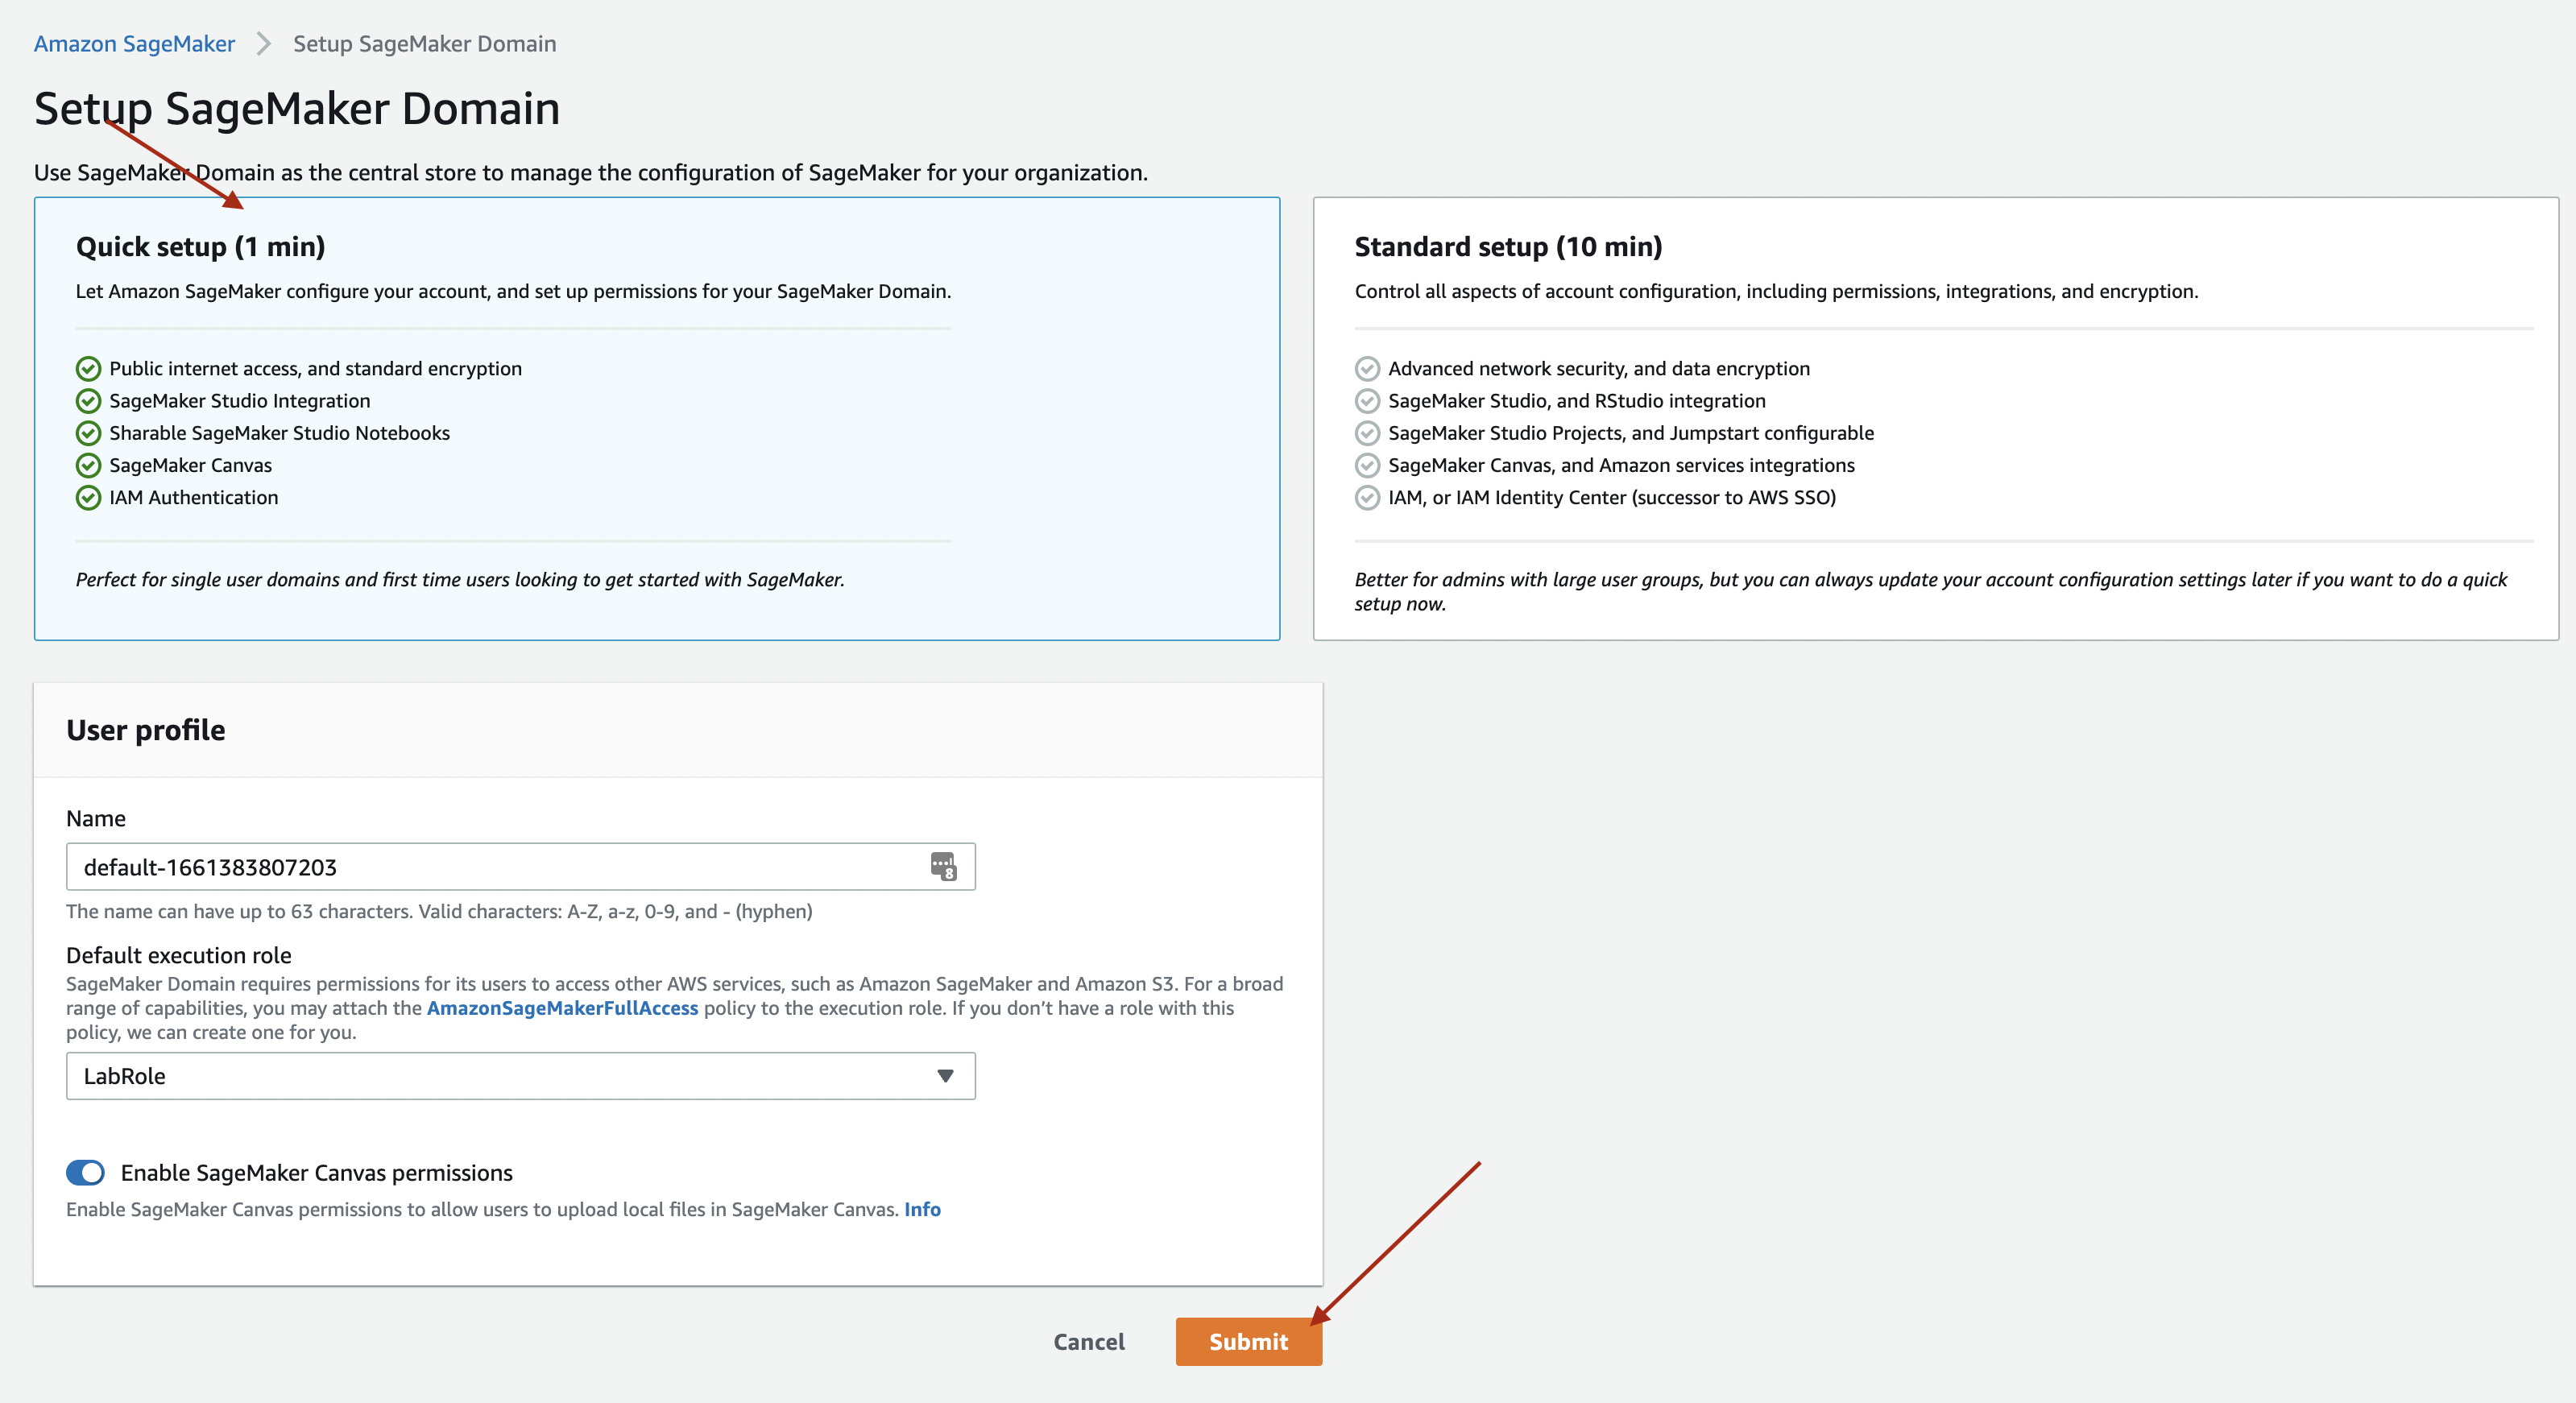 Amazon SageMaker > Setup SageMaker Domain
Setup SageMaker Domain
Use SageMaker Domain as the central store to manage the configuration of SageMaker for your organization.
Quick setup (1 min)
Let Amazon SageMaker configure your account, and set up permissions for your SageMaker Domain.
Public internet access, and standard encryption
SageMaker Studio Integration
Sharable SageMaker Studio Notebooks
SageMaker Canvas
IAM Authentication
Perfect for single user domains and first time users looking to get started with SageMaker.
Standard setup (10 min)
Control all aspects of account configuration, including permissions, integrations, and encryption.
Advanced network security, and data encryption
SageMaker Studio, and RStudio integration
SageMaker Studio Projects, and Jumpstart configurable
SageMaker Canvas, and Amazon services integrations
IAM, or IAM Identity Center (successor to AWS SSO)
Better for admins with large user groups, but you can always update your account configuration settings later if you want to do a quick
setup now.
User profile
Name
default-1661383807203
8
The name can have up to 63 characters. Valid characters: A-Z, a-z, 0-9, and - (hyphen)
Default execution role
SageMaker Domain requires permissions for its users to access other AWS services, such as Amazon SageMaker and Amazon S3. For a broad
range of capabilities, you may attach the AmazonSageMakerFullAccess policy to the execution role. If you don’t have a role with this
policy, we can create one for you.
LabRole
Enable SageMaker Canvas permissions
Enable SageMaker Canvas permissions to allow users to upload local files in SageMaker Canvas. Info
Cancel
Submit